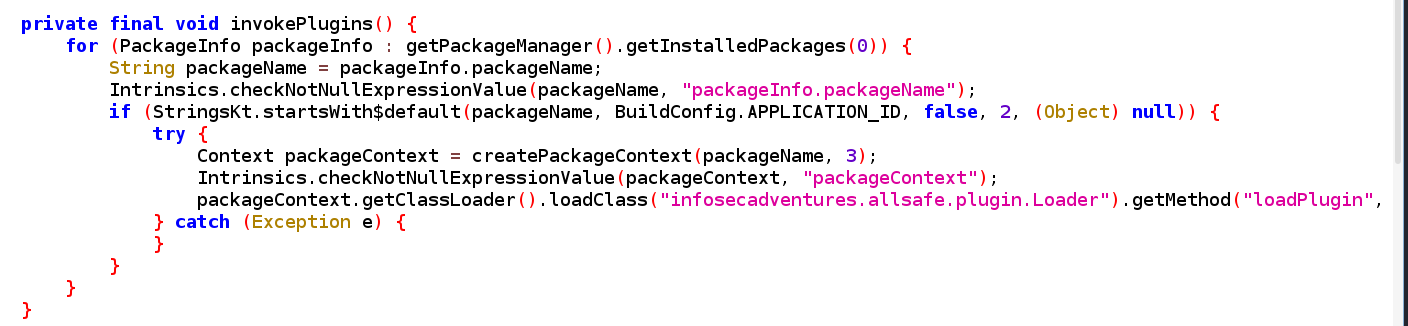 private final void invokePlugins() {
    for (PackageInfo packageInfo : getPackageManager().getInstalledPackages(0)) {
        String packageName = packageInfo.packageName;
        Intrinsics.checkNotNullExpressionValue(packageName, "packageInfo.packageName");
        if (StringsKt.startsWith$default(packageName, BuildConfig.APPLICATION_ID, false, 2, (Object) null)) {
            try {
                Context packageContext = createPackageContext(packageName, 3);
                Intrinsics.checkNotNullExpressionValue(packageContext, "packageContext");
                packageContext.getClassLoader().loadClass("infosecadventures.allsafe.plugin.Loader").getMethod("loadPlugin",
            } catch (Exception e) {
            }
        }
    }
}